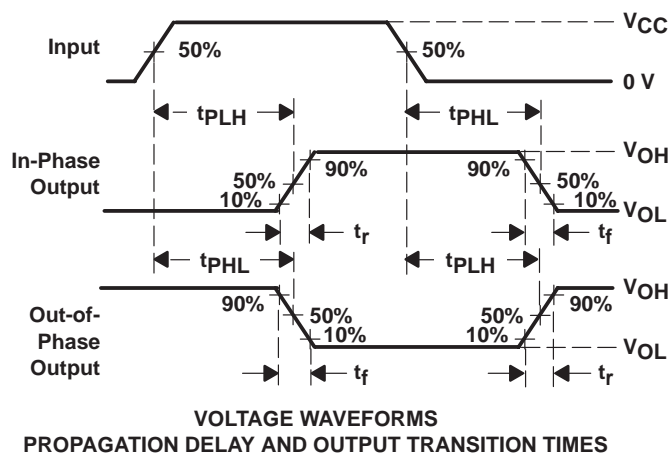 Input
50%
50%
VCC
0 V
tPLH
tPHL
In-Phase
Output
50%
10%
90%
90%
50%
10%
VOH
VOL
tr
tf
tPHL
tPLH
Out-of-
Phase
Output
90%
50%
10%
50%
10%
90%
VOH
VOL
tf
tr
VOLTAGE WAVEFORMS
PROPAGATION DELAY AND OUTPUT TRANSITION TIMES